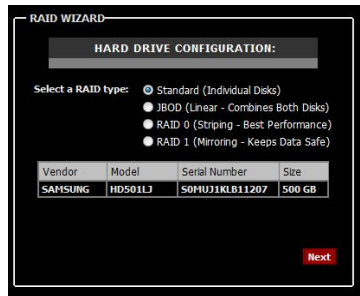 RAID WIZARD
HARD DRIVE CONFIGURATION:
Select a RAID type: Standard (Individual Disks)
JBOD (Linear - Combines Both Disks)
RAID 0 (Striping - Best Performance)
RAID 1 (Mirroring - Keeps Data Safe)
Vendor Model Serial Number Size
SAMSUNG HD501LJ S0MUJ1KLB11207 500 GB
Next